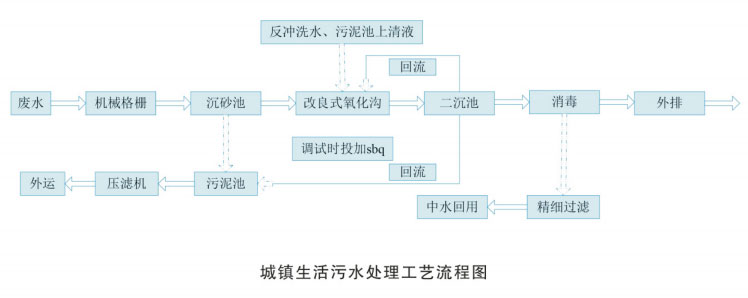 反冲洗水、污泥池上清液
回流
废水
机械格栅
沉砂池
改良式氧化沟
二沉池
消毒
外排
调试时投加sbq
回流
外运
压滤机
污泥池
中水回用
精细过滤
城镇生活污水处理工艺流程图